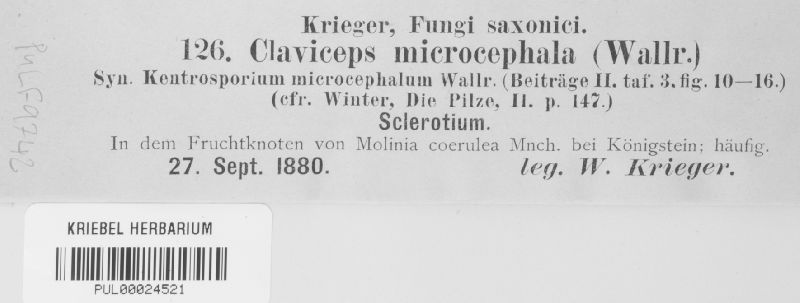 Krieger, Fungi saxonici.
126. Claviceps microcephala (Wallr.)
Syn. Kentrosporium microcephalum Wallr. (Beiträge II. taf. 3. fig. 10—16.)
(cfr. Winter, Die Pilze, II. p. 147.)
Sclerotium.
In dem Fruchtknoten von Molinia coerulea Mnch. bei Königstein; häufig.
27. Sept. 1880. leg. W. Krieger.
PULF9742
KRIEBEL HERBARIUM
PUL00024521